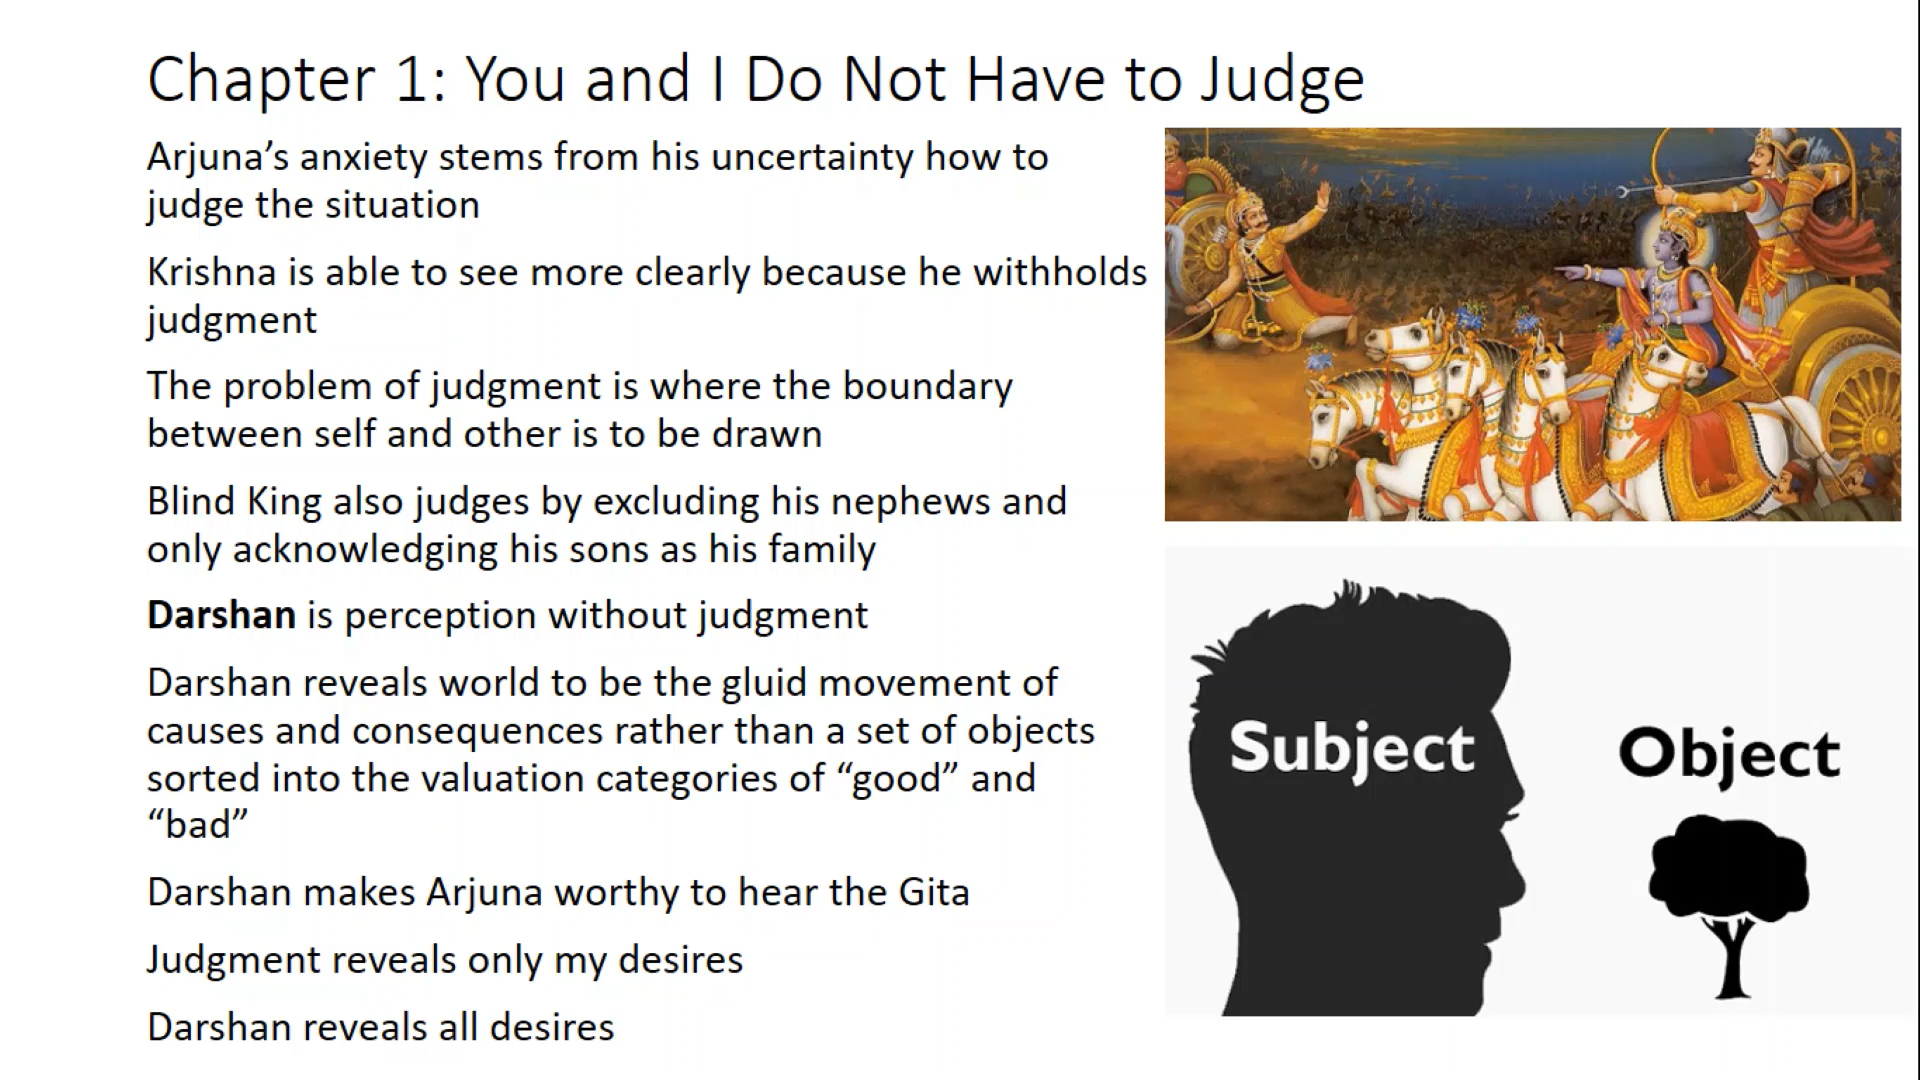 Chapter 1: You and I Do Not Have to Judge
Arjuna’s anxiety stems from his uncertainty how to
judge the situation
Krishna is able to see more clearly because he withholds
judgment
The problem of judgment is where the boundary
between self and other is to be drawn
Blind King also judges by excluding his nephews and
only acknowledging his sons as his family
Darshan is perception without judgment
Darshan reveals world to be the gluid movement of
causes and consequences rather than a set of objects
sorted into the valuation categories of “good” and
“bad”
Darshan makes Arjuna worthy to hear the Gita
Judgment reveals only my desires
Darshan reveals all desires
Subject
Object